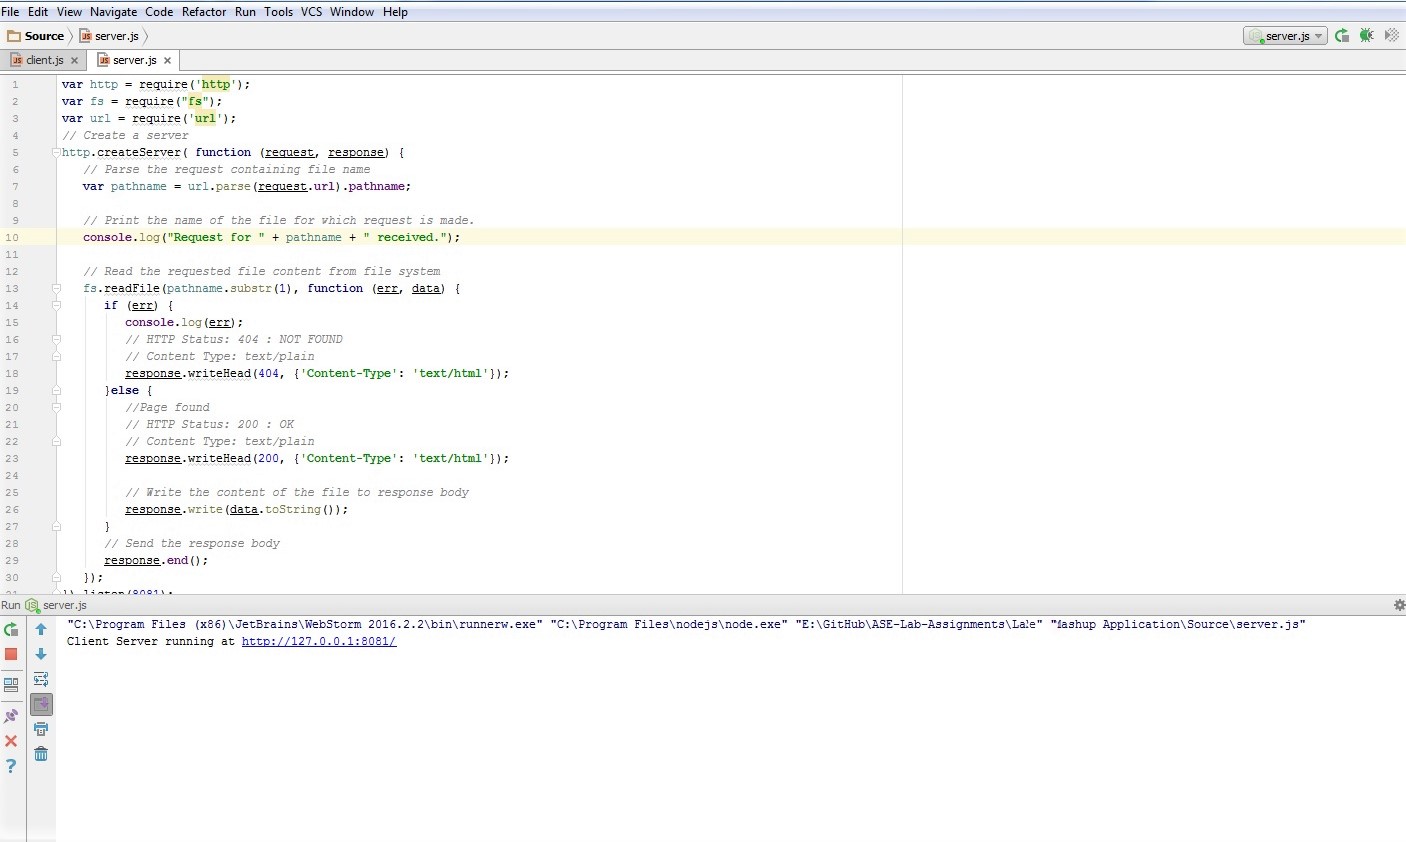 File Edit View Navigate Code Refactor Run Tools VCS Window Help
Source server.js server.js
client.js server.js
1 var http = require('http');
2 var fs = require("fs");
3 var url = require('url');
4 // Create a server
5 http.createServer( function (request, response) {
6 // Parse the request containing file name
7 var pathname = url.parse(request.url).pathname;
8
9 // Print the name of the file for which request is made.
10 console.log("Request for " + pathname + " received.");
11
12 // Read the requested file content from file system
13 fs.readFile(pathname.substr(1), function (err, data) {
14 if (err) {
15 console.log(err);
16 // HTTP Status: 404 : NOT FOUND
17 // Content Type: text/plain
18 response.writeHead(404, {'Content-Type': 'text/html'});
19 }else {
20 //Page found
21 // HTTP Status: 200 : OK
22 // Content Type: text/plain
23 response.writeHead(200, {'Content-Type': 'text/html'});
24
25 // Write the content of the file to response body
26 response.write(data.toString());
27 }
28 // Send the response body
29 response.end();
30 });
31 }).listen(8081);
Run server.js
"C:\Program Files (x86)\JetBrains\WebStorm 2016.2.2\bin\runnerw.exe" "C:\Program Files\nodejs\node.exe" Application\Source\server.js"
Client Server running at http://127.0.0.1:8081/